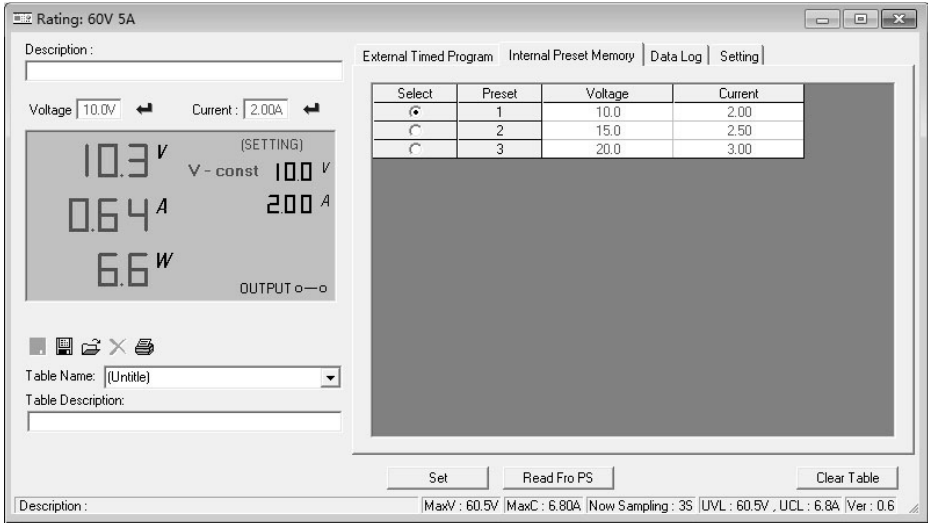 Rating: 60V 5A
Description :
External Timed Program Internal Preset Memory Data Log Setting
Voltage 10.0V Current : 2.00A
Select Preset Voltage Current
1 10.0 2.00
2 15.0 2.50
3 20.0 3.00
10.3 V
(SETTING)
V - const 10.0 V
0.64 A
2.00 A
6.6 W
OUTPUT
Table Name: (Untitle)
Table Description:
Set Read Fro PS Clear Table
Description : MaxV : 60.5V MaxC : 6.80A Now Sampling : 3S UVL : 60.5V , UCL : 6.8A Ver : 0.6